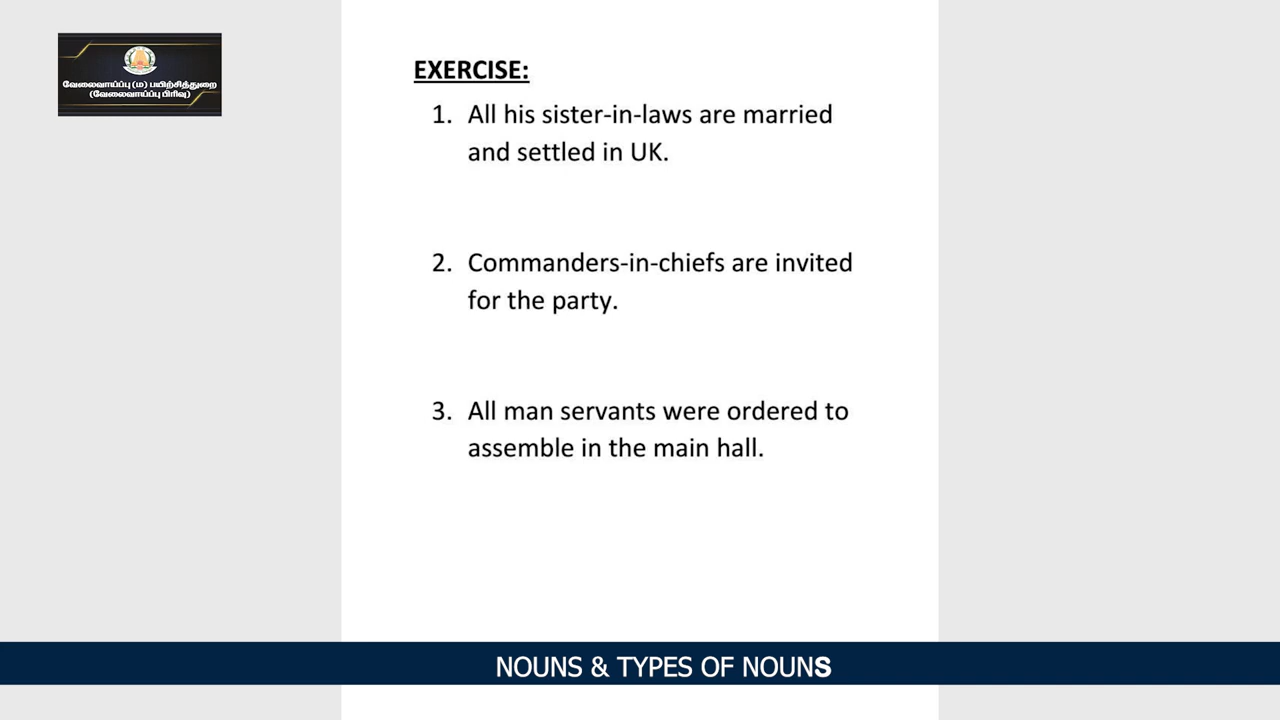 வேலைவாய்ப்பு (ம) பயிற்சித்துறை
(வேலைவாய்ப்பு பிரிவு)
EXERCISE:
1. All his sister-in-laws are married
and settled in UK.
2. Commanders-in-chiefs are invited
for the party.
3. All man servants were ordered to
assemble in the main hall.
NOUNS & TYPES OF NOUNS